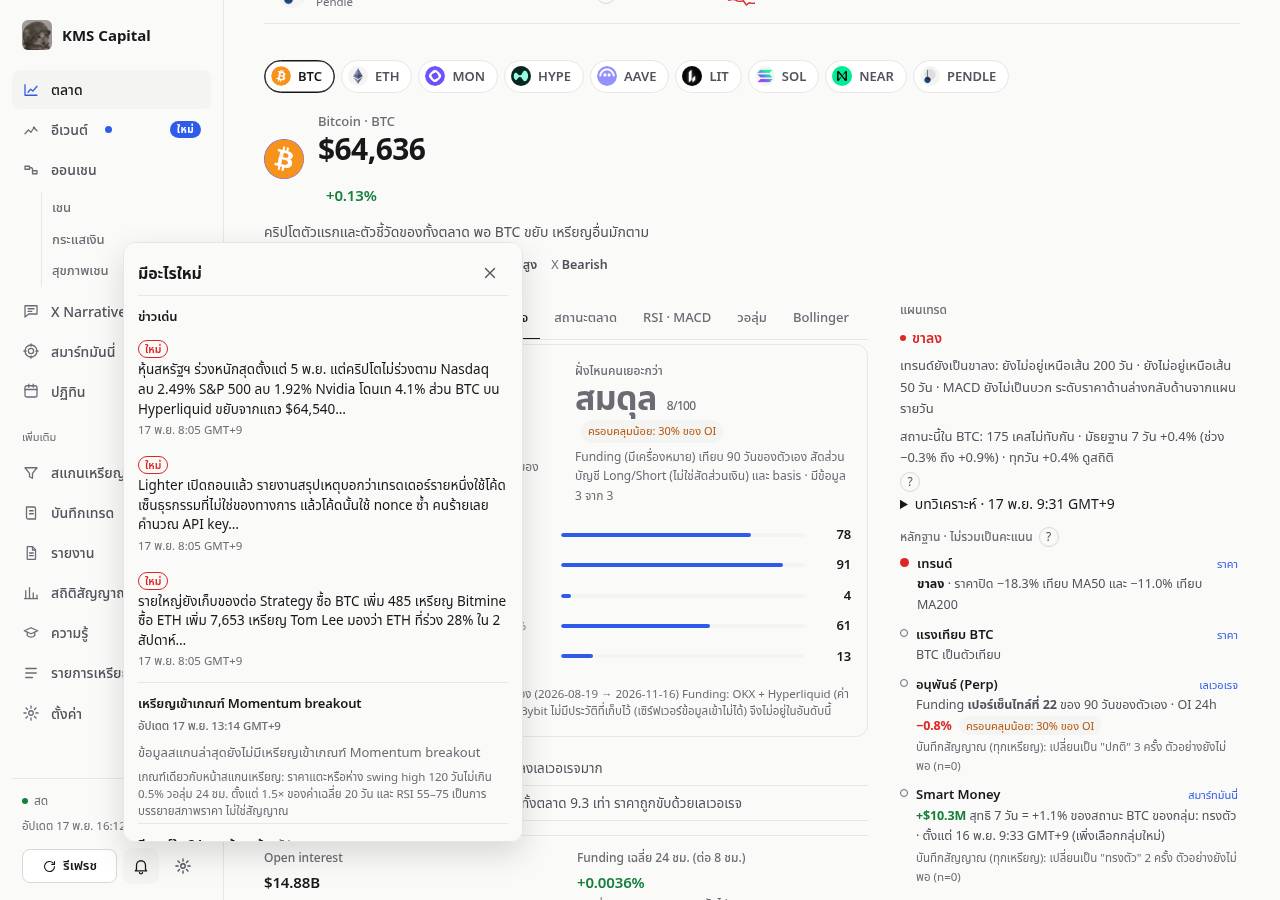 Pendle
KMS Capital
ตลาด
อีเวนต์
ใหม่
ออนเชน
เชน
กระแสเงิน
สุขภาพเชน
X Narrative
สมาร์ทมันนี่
ปฏิทิน
เพิ่มเติม
สแกนเหรียญ
บันทึกเทรด
รายงาน
สถิติสัญญาณ
ความรู้
รายการเหรีย
ตั้งค่า
สด
อัปเดต 17 พ.ย. 16:12
รีเฟรช
BTC
ETH
MON
HYPE
AAVE
LIT
SOL
NEAR
PENDLE
Bitcoin · BTC
$64,636
+0.13%
คริปโตตัวแรกและตัวชี้วัดของทั้งตลาด พอ BTC ขยับ เหรียญอื่นมักตาม
สูง X Bearish
สถานะตลาด
RSI · MACD
วอลุ่ม
Bollinger
มีอะไรใหม่
ข่าวเด่น
ใหม่
หุ้นสหรัฐฯ ร่วงหนักสุดตั้งแต่ 5 พ.ย. แต่คริปโตไม่ร่วงตาม Nasdaq
ลบ 2.49% S&P 500 ลบ 1.92% Nvidia โดนเท 4.1% ส่วน BTC บน
Hyperliquid ขยับจากแถว $64,540…
17 พ.ย. 8:05 GMT+9
ใหม่
Lighter เปิดถอนแล้ว รายงานสรุปเหตุบอกว่าเทรดเดอร์รายหนึ่งใช้โค้ด
เซ็นธุรกรรมที่ไม่ใช่ของทางการ แล้วโค้ดนั้นใช้ nonce ซ้ำ คนร้ายเลย
คำนวณ API key…
17 พ.ย. 8:05 GMT+9
ใหม่
รายใหญ่ยังเก็บของต่อ Strategy ซื้อ BTC เพิ่ม 485 เหรียญ Bitmine
ซื้อ ETH เพิ่ม 7,653 เหรียญ Tom Lee มองว่า ETH ที่ร่วง 28% ใน 2
สัปดาห์…
17 พ.ย. 8:05 GMT+9
เหรียญเข้าเกณฑ์ Momentum breakout
อัปเดต 17 พ.ย. 13:14 GMT+9
ข้อมูลสแกนล่าสุดยังไม่มีเหรียญเข้าเกณฑ์ Momentum breakout
เกณฑ์เดียวกับหน้าสแกนเหรียญ: ราคาแตะหรือห่าง swing high 120 วันไม่เกิน
0.5% วอลุ่ม 24 ชม. ตั้งแต่ 1.5× ของค่าเฉลี่ย 20 วัน และ RSI 55–75 เป็นการ
บรรยายสภาพราคา ไม่ใช่สัญญาณ
ฝั่งไหนคนเยอะกว่า
สมดุล 8/100
ครอบคลุมน้อย: 30% ของ OI
Funding (มีเครื่องหมาย) เทียบ 90 วันของตัวเอง สัดส่วน
บัญชี Long/Short (ไม่ใช่สัดส่วนเงิน) และ basis · มีข้อมูล
3 จาก 3
78
91
4
61
13
(2026-08-19 → 2026-11-16) Funding: OKX + Hyperliquid (ค่า
Bybit ไม่มีประวัติที่เก็บไว้ (เซิร์ฟเวอร์ข้อมูลเข้าไม่ได้) จึงไม่อยู่ในอันดับนี้
งเลเวอเรจมาก
ทั้งตลาด 9.3 เท่า ราคาถูกขับด้วยเลเวอเรจ
Open interest
$14.88B
Funding เฉลี่ย 24 ชม. (ต่อ 8 ชม.)
+0.0036%
แผนเทรด
ขาลง
เทรนด์ยังเป็นขาลง: ยังไม่อยู่เหนือเส้น 200 วัน · ยังไม่อยู่เหนือเส้น
50 วัน · MACD ยังไม่เป็นบวก ระดับราคาด้านล่างกลับด้านจากแผน
รายวัน
สถานะนี้ใน BTC: 175 เคสไม่ทับกัน · มัธยฐาน 7 วัน +0.4% (ช่วง
−0.3% ถึง +0.9%) · ทุกวัน +0.4% ดูสถิติ
?
บทวิเคราะห์ · 17 พ.ย. 9:31 GMT+9
หลักฐาน · ไม่รวมเป็นคะแนน ?
เทรนด์ ราคา
ขาลง · ราคาปิด −18.3% เทียบ MA50 และ −11.0% เทียบ
MA200
แรงเทียบ BTC ราคา
BTC เป็นตัวเทียบ
อนุพันธ์ (Perp) เลเวอเรจ
Funding เปอร์เซ็นไทล์ที่ 22 ของ 90 วันของตัวเอง · OI 24h
−0.8% ครอบคลุมน้อย: 30% ของ OI
บันทึกสัญญาณ (ทุกเหรียญ): เปลี่ยนเป็น "ปกติ" 3 ครั้ง ตัวอย่างยังไม่
พอ (n=0)
Smart Money สมาร์ทมันนี่
+$10.3M สุทธิ 7 วัน = +1.1% ของสถานะ BTC ของกลุ่ม: ทรงตัว
· ตั้งแต่ 16 พ.ย. 9:33 GMT+9 (เพิ่งเลือกกลุ่มใหม่)
บันทึกสัญญาณ (ทุกเหรียญ): เปลี่ยนเป็น "ทรงตัว" 2 ครั้ง ตัวอย่างยังไม่
พอ (n=0)